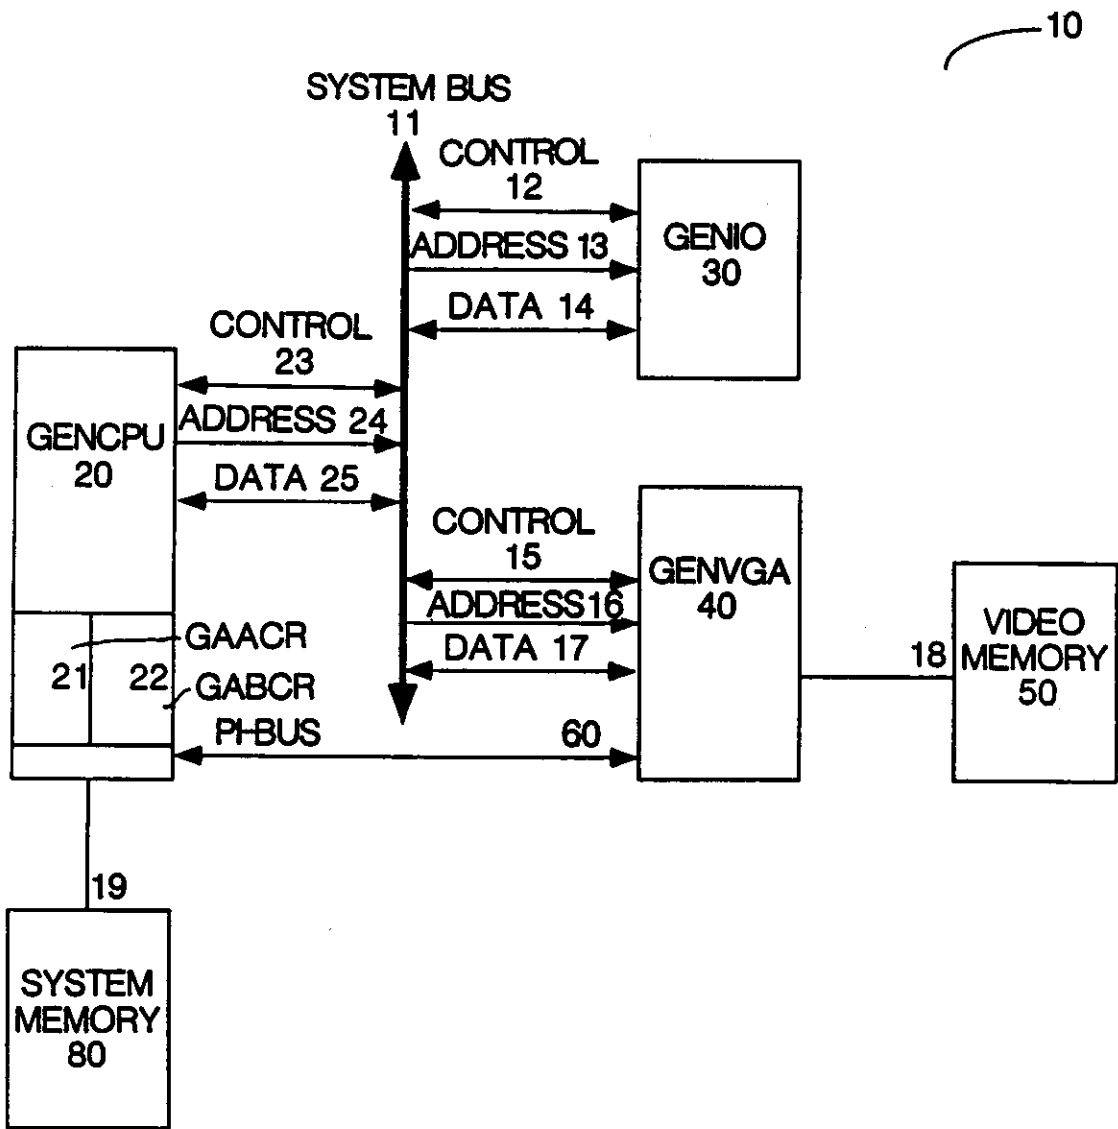 10
SYSTEM BUS
11
CONTROL
12
ADDRESS 13
DATA 14
GENIO
30
CONTROL
23
ADDRESS 24
DATA 25
GENCPU
20
CONTROL
15
ADDRESS 16
DATA 17
GENVGA
40
18
VIDEO
MEMORY
50
21
22
GAACR
GABCR
PI-BUS
60
19
SYSTEM
MEMORY
80